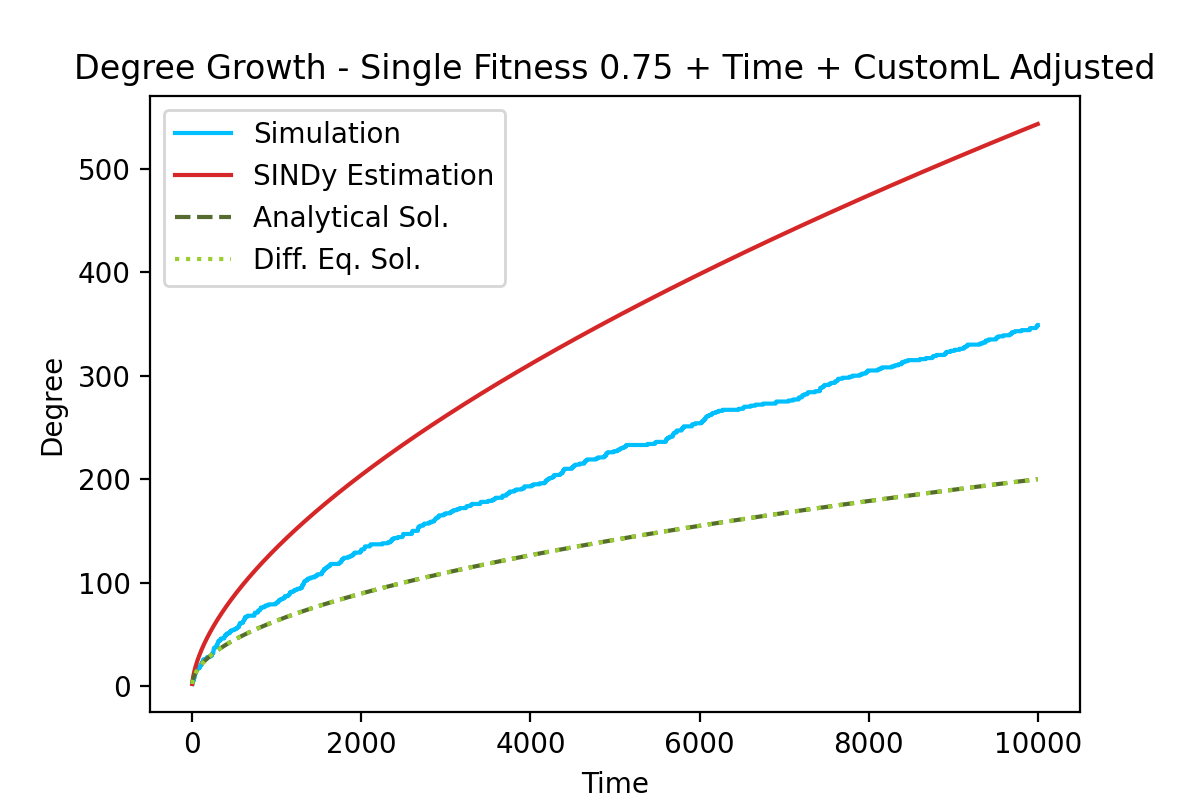 Degree Growth - Single Fitness 0.75 + Time + CustomL Adjusted
Simulation
SINDy Estimation
Analytical Sol.
Diff. Eq. Sol.
500
400
300
200
100
0
Degree
0 2000 4000 6000 8000 10000
Time